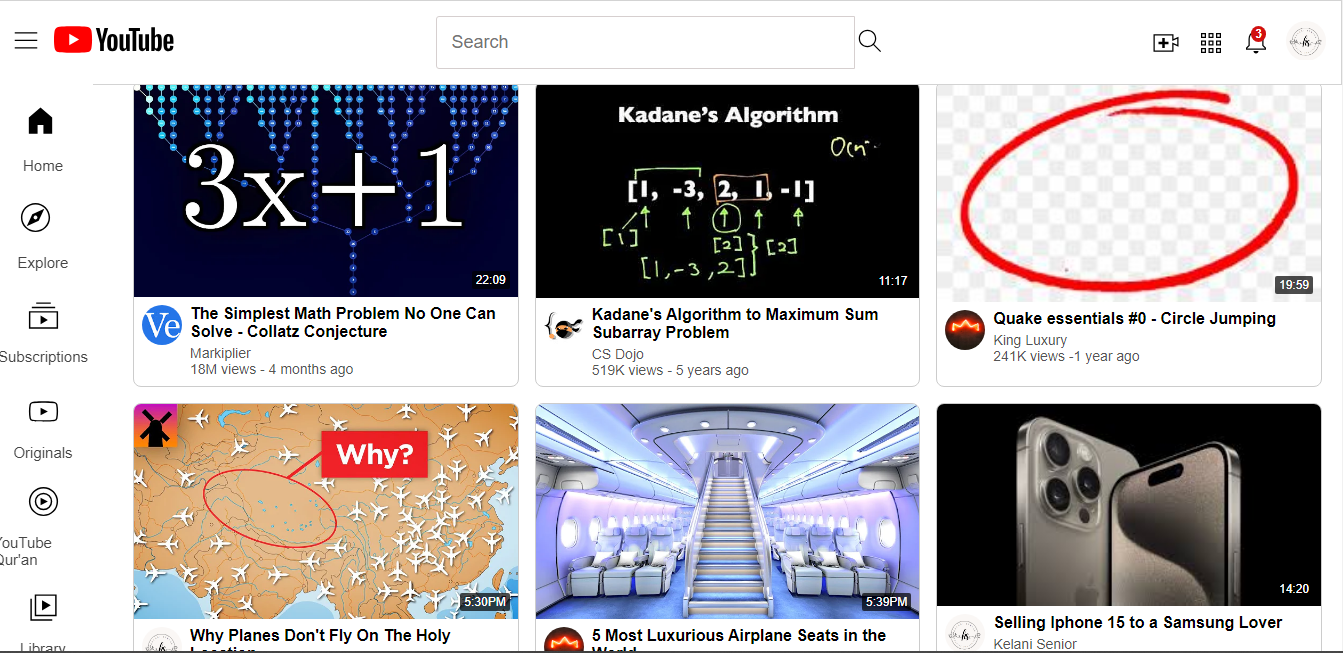 YouTube
Search
3
Home
Explore
Subscriptions
Originals
YouTube
Qur'an
Library
3x+1
22:09
Ve
The Simplest Math Problem No One Can
Solve - Collatz Conjecture
Markiplier
18M views - 4 months ago
Kadane's Algorithm
[1, -3, 2, 1, -1]
[1]
[2]
[2]
[1,-3,2]
11:17
Kadane's Algorithm to Maximum Sum
Subarray Problem
CS Dojo
519K views - 5 years ago
19:59
Quake essentials #0 - Circle Jumping
King Luxury
241K views -1 year ago
Why?
5:30PM
Why Planes Don't Fly On The Holy
Location
5:39PM
5 Most Luxurious Airplane Seats in the
World
14:20
Selling Iphone 15 to a Samsung Lover
Kelani Senior